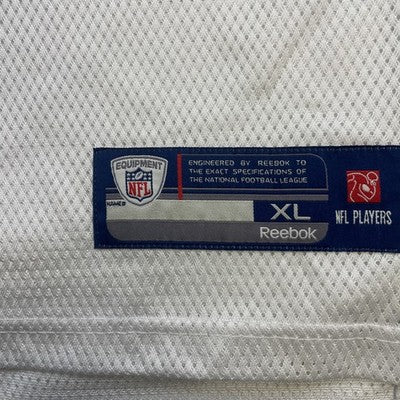 EQUIPMENT
NFL
NAME#
ENGINEERED BY REEBOK TO
THE EXACT SPECIFICATIONS OF
THE NATIONAL FOOTBALL LEAGUE
XL
Reebok
NFL PLAYERS